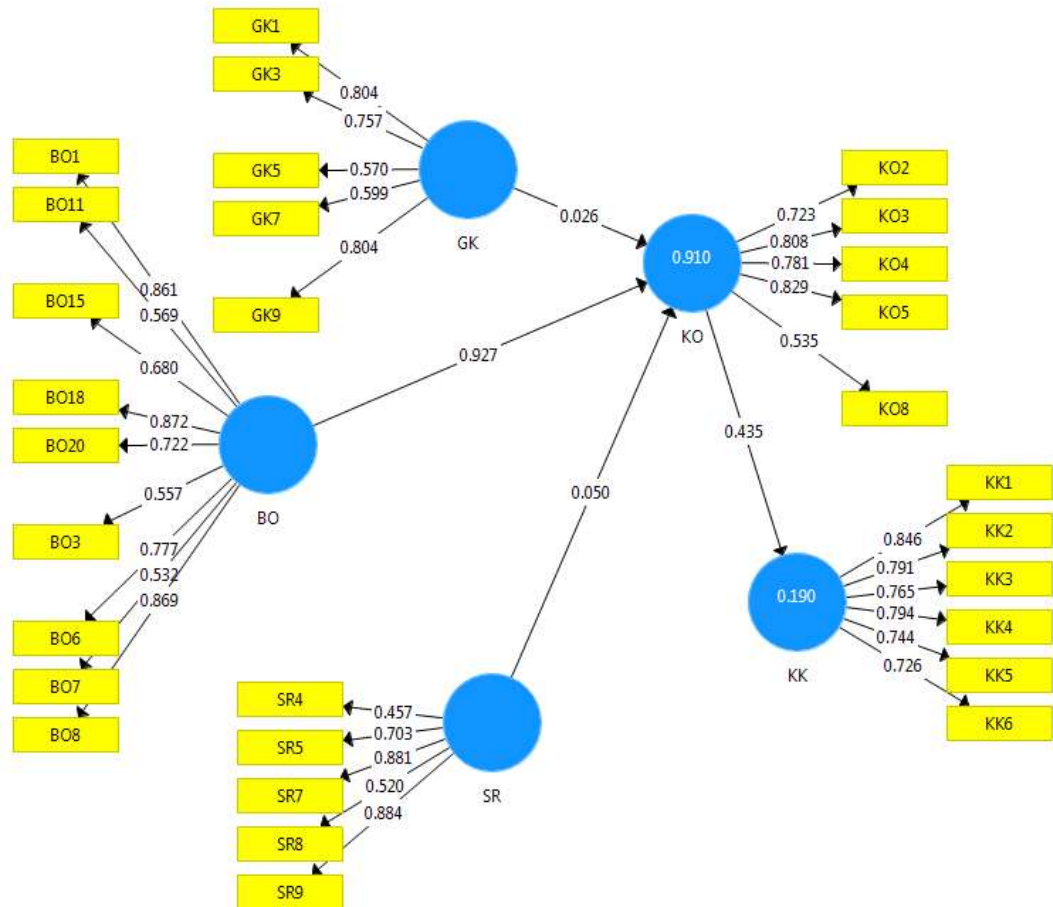 GK1
GK3
GK5
GK7
GK9
0.804
0.757
0.570
0.599
0.804
GK
BO1
BO11
BO15
BO18
BO20
BO3
BO6
BO7
BO8
0.861
0.569
0.680
0.872
0.722
0.557
0.777
0.532
0.869
BO
0.026
0.927
0.050
0.910
KO
KO2
KO3
KO4
KO5
KO8
0.723
0.808
0.781
0.829
0.535
0.435
0.190
KK
KK1
KK2
KK3
KK4
KK5
KK6
0.846
0.791
0.765
0.794
0.744
0.726
SR4
SR5
SR7
SR8
SR9
0.457
0.703
0.881
0.520
0.884
SR